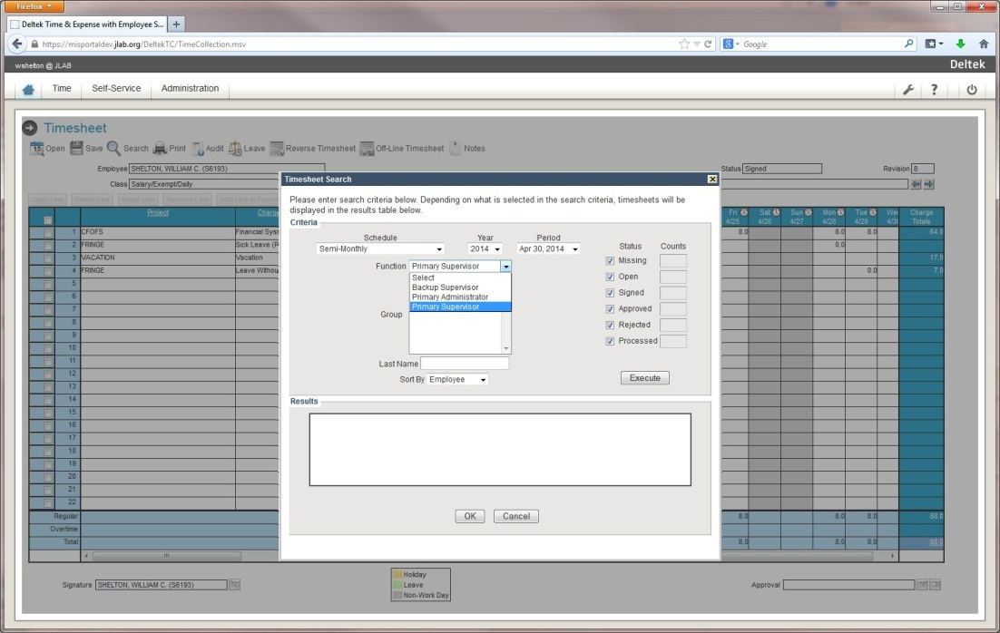 Firefox
Deltek Time & Expense with Employee S...
https://misportaldev.jlab.org/DeltekTC/TimeCollection.msv
Google
wshelton @ JLAB
Deltek
Time Self-Service Administration
Timesheet
Open Save Search Print Audit Leave Reverse Timesheet Off-Line Timesheet Notes
Employee SHELTON, WILLIAM C. (S6193) Status Signed Revision 8
Class Salary/Exempt/Daily
Copy Line Delete Line Reset Line Reverse Line
Project Charge Fri 4/25 Sat 4/26 Sun 4/27 Mon 4/28 Tue 4/29 Wed 4/30 Charge Totals
1 CFOFS Financial Sys 8.0 8.0 8.0 64.0
2 FRINGE Sick Leave (F 0.0
3 VACATION Vacation 17.0
4 FRINGE Leave Withou 0.0 7.0
5
6
7
8
9
10
11
12
13
14
15
16
17
18
19
20
21
22
Regular 8.0 8.0 8.0 88.0
Overtime
Total 8.0 8.0 8.0 88.0
Signature SHELTON, WILLIAM C. (S6193)
Holiday
Leave
Non-Work Day
Approval
Timesheet Search
Please enter search criteria below. Depending on what is selected in the search criteria, timesheets will be
displayed in the results table below.
Criteria
Schedule Year Period
Semi-Monthly 2014 Apr 30, 2014
Function Primary Supervisor
Select
Backup Supervisor
Primary Administrator
Primary Supervisor
Group
Last Name
Sort By Employee
Status Counts
Missing
Open
Signed
Approved
Rejected
Processed
Execute
Results
OK Cancel